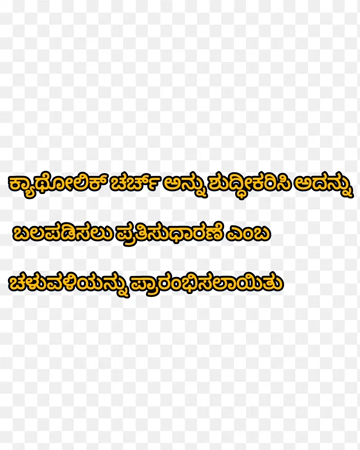 ಕ್ಯಾಥೋಲಿಕ್ ಚರ್ಚ್ ಅನ್ನು ಶುದ್ಧೀಕರಿಸಿ ಅದನ್ನು
ಬಲಪಡಿಸಲು ಪ್ರತಿಸುಧಾರಣೆ ಎಂಬ
ಚಳುವಳಿಯನ್ನು ಪ್ರಾರಂಭಿಸಲಾಯಿತು